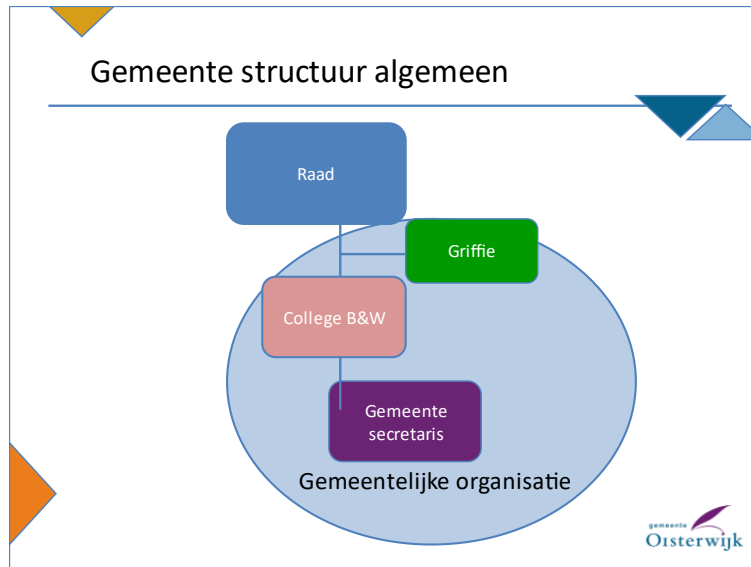 Gemeente structuur algemeen
Raad
Griffie
College B&W
Gemeente
secretaris
Gemeentelijke organisatie
gemeente
Oisterwijk